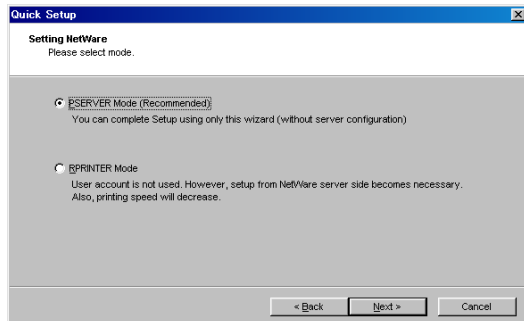 Quick Setup
Setting NetWare
Please select mode.
PSERVER Mode (Recommended)
You can complete Setup using only this wizard (without server configuration)
RPRINTER Mode
User account is not used. However, setup from NetWare server side becomes necessary.
Also, printing speed will decrease.
< Back Next > Cancel